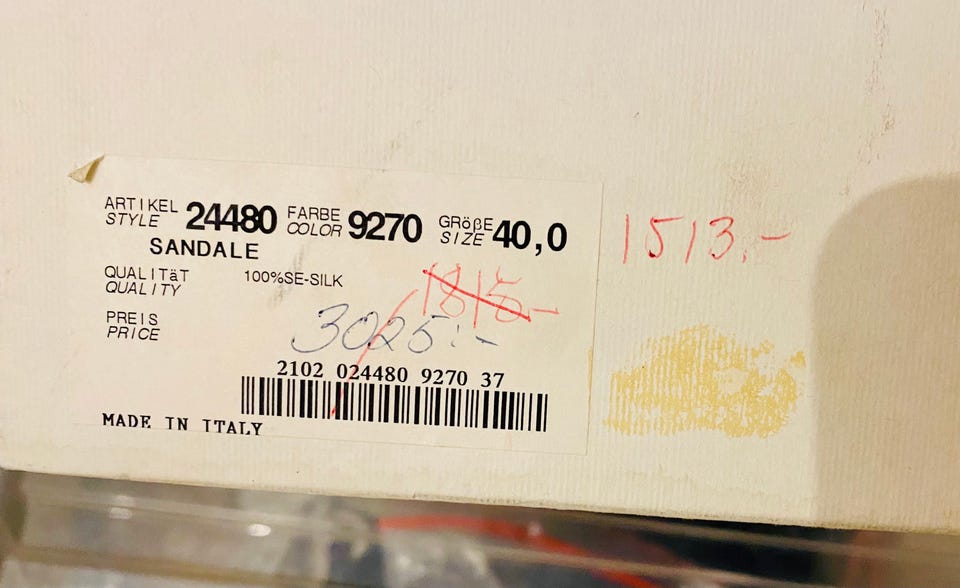 ARTIKEL 24480 FARBE 9270 GRÖßE 40,0
STYLE COLOR SIZE
SANDALE
QUALITäT 100%SE-SILK
QUALITY
PREIS
PRICE
1815-
3025:-
1513.-
2102 024480 9270 37
MADE IN ITALY